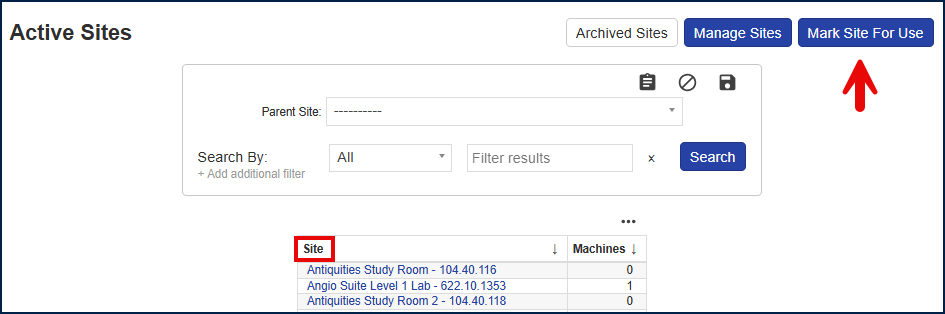 Active Sites
Archived Sites
Manage Sites
Mark Site For Use
Parent Site:
----------
Search By:
All
Filter results
x
Search
+ Add additional filter
Site ↓ Machines ↓
Antiquities Study Room - 104.40.116 0
Angio Suite Level 1 Lab - 622.10.1353 1
Antiquities Study Room 2 - 104.40.118 0